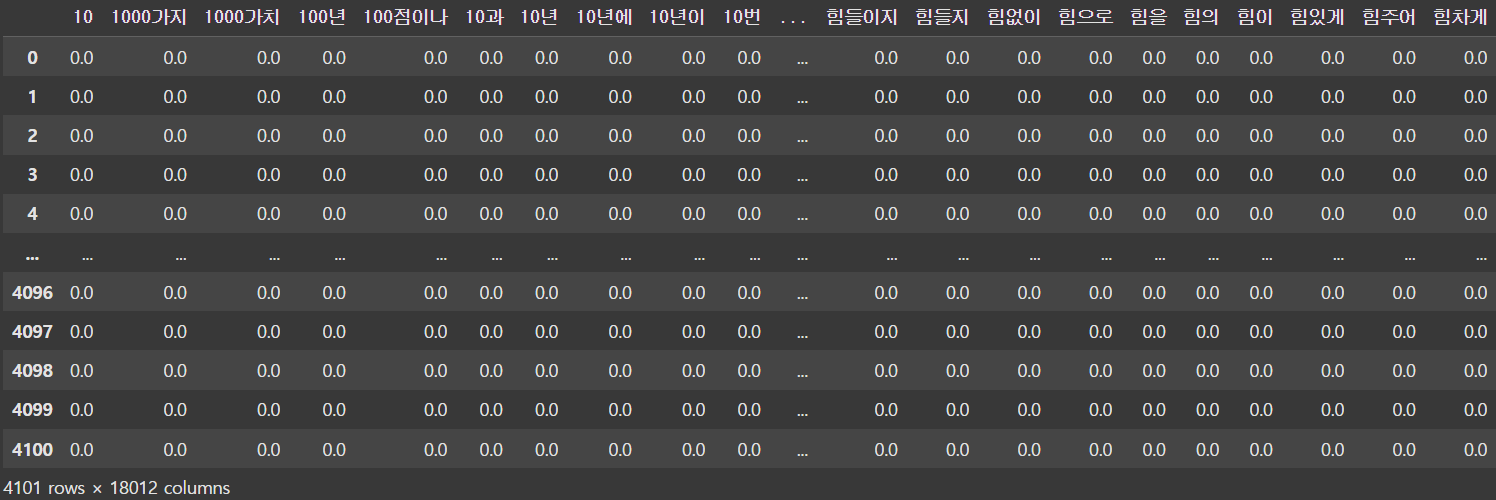 10 1000가지 1000가치 100년 100점이나 10과 10년 10년에 10년이 10번 ... 힘들이지 힘들지 힘없이 힘으로 힘을 힘의 힘이 힘있게 힘주어 힘차게
0 0.0 0.0 0.0 0.0 0.0 0.0 0.0 0.0 0.0 0.0 ... 0.0 0.0 0.0 0.0 0.0 0.0 0.0 0.0 0.0 0.0
1 0.0 0.0 0.0 0.0 0.0 0.0 0.0 0.0 0.0 0.0 ... 0.0 0.0 0.0 0.0 0.0 0.0 0.0 0.0 0.0 0.0
2 0.0 0.0 0.0 0.0 0.0 0.0 0.0 0.0 0.0 0.0 ... 0.0 0.0 0.0 0.0 0.0 0.0 0.0 0.0 0.0 0.0
3 0.0 0.0 0.0 0.0 0.0 0.0 0.0 0.0 0.0 0.0 ... 0.0 0.0 0.0 0.0 0.0 0.0 0.0 0.0 0.0 0.0
4 0.0 0.0 0.0 0.0 0.0 0.0 0.0 0.0 0.0 0.0 ... 0.0 0.0 0.0 0.0 0.0 0.0 0.0 0.0 0.0 0.0
... ... ... ... ... ... ... ... ... ... ... ... ... ... ... ... ... ... ... ... ... ...
4096 0.0 0.0 0.0 0.0 0.0 0.0 0.0 0.0 0.0 0.0 ... 0.0 0.0 0.0 0.0 0.0 0.0 0.0 0.0 0.0 0.0
4097 0.0 0.0 0.0 0.0 0.0 0.0 0.0 0.0 0.0 0.0 ... 0.0 0.0 0.0 0.0 0.0 0.0 0.0 0.0 0.0 0.0
4098 0.0 0.0 0.0 0.0 0.0 0.0 0.0 0.0 0.0 0.0 ... 0.0 0.0 0.0 0.0 0.0 0.0 0.0 0.0 0.0 0.0
4099 0.0 0.0 0.0 0.0 0.0 0.0 0.0 0.0 0.0 0.0 ... 0.0 0.0 0.0 0.0 0.0 0.0 0.0 0.0 0.0 0.0
4100 0.0 0.0 0.0 0.0 0.0 0.0 0.0 0.0 0.0 0.0 ... 0.0 0.0 0.0 0.0 0.0 0.0 0.0 0.0 0.0 0.0
4101 rows × 18012 columns